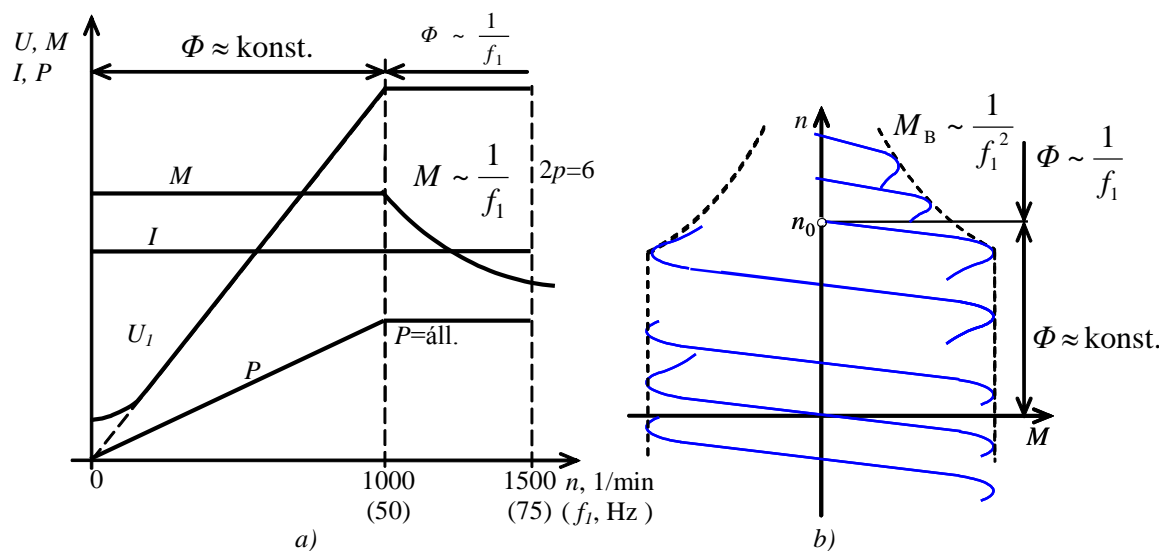 U, M
I, P
Φ ≈ konst.
Φ ~ 1/f₁
M
M ~ 1/f₁
2p=6
I
U₁
P
P=áll.
0
1000
1500
n, 1/min
(50)
(75)
(f₁, Hz)
a)
n
M_B ~ 1/f₁²
Φ ~ 1/f₁
n₀
Φ ≈ konst.
M
b)